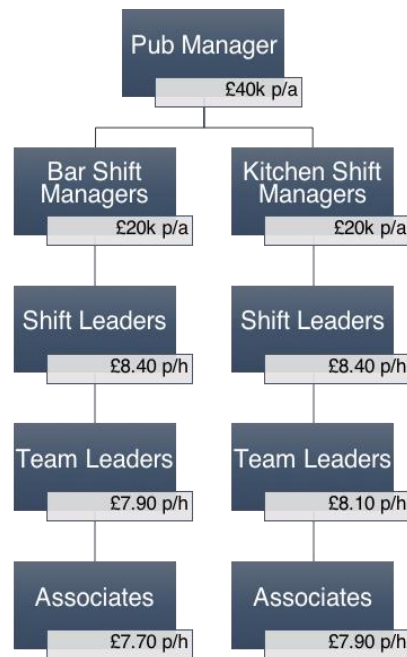 Pub Manager
£40k p/a
Bar Shift
Managers
£20k p/a
Kitchen Shift
Managers
£20k p/a
Shift Leaders
£8.40 p/h
Shift Leaders
£8.40 p/h
Team Leaders
£7.90 p/h
Team Leaders
£8.10 p/h
Associates
£7.70 p/h
Associates
£7.90 p/h